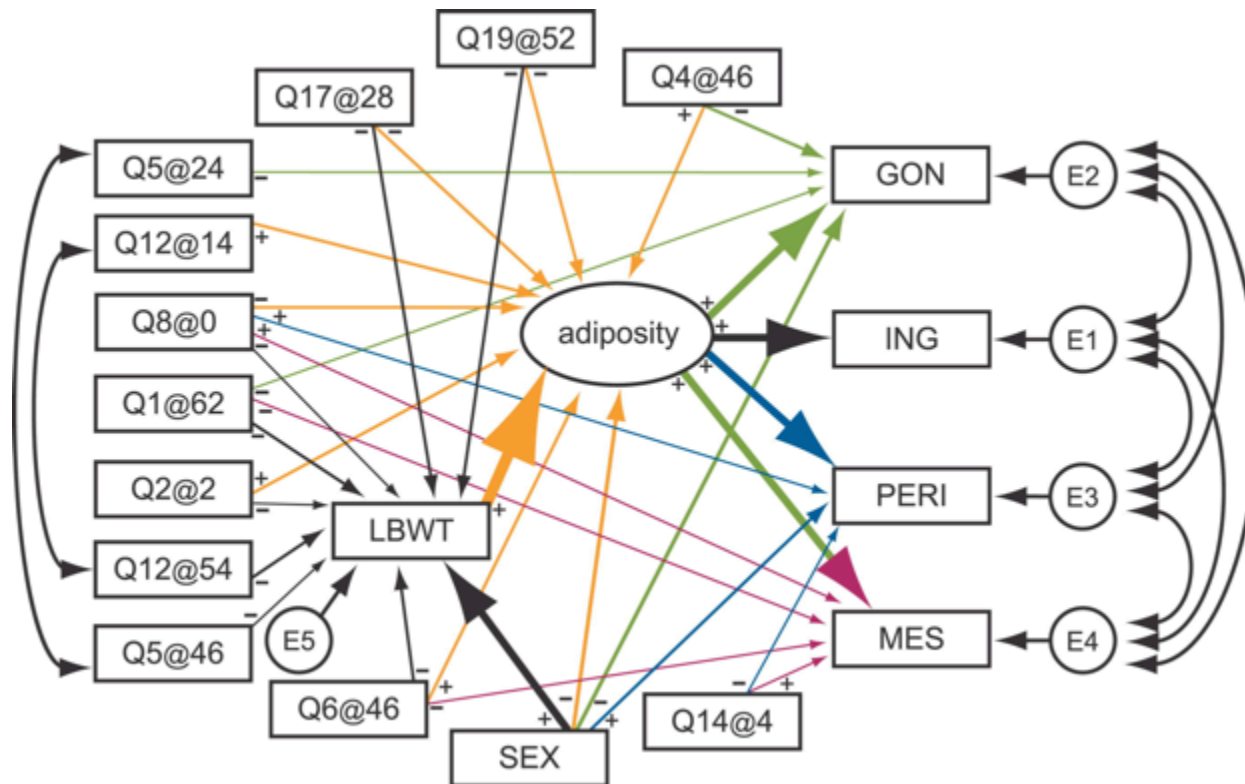 Q19@52
Q4@46
Q17@28
Q5@24
GON
E2
Q12@14
Q8@0
adiposity
ING
E1
Q1@62
Q2@2
LBWT
PERI
E3
Q12@54
E5
Q5@46
MES
E4
Q6@46
Q14@4
SEX